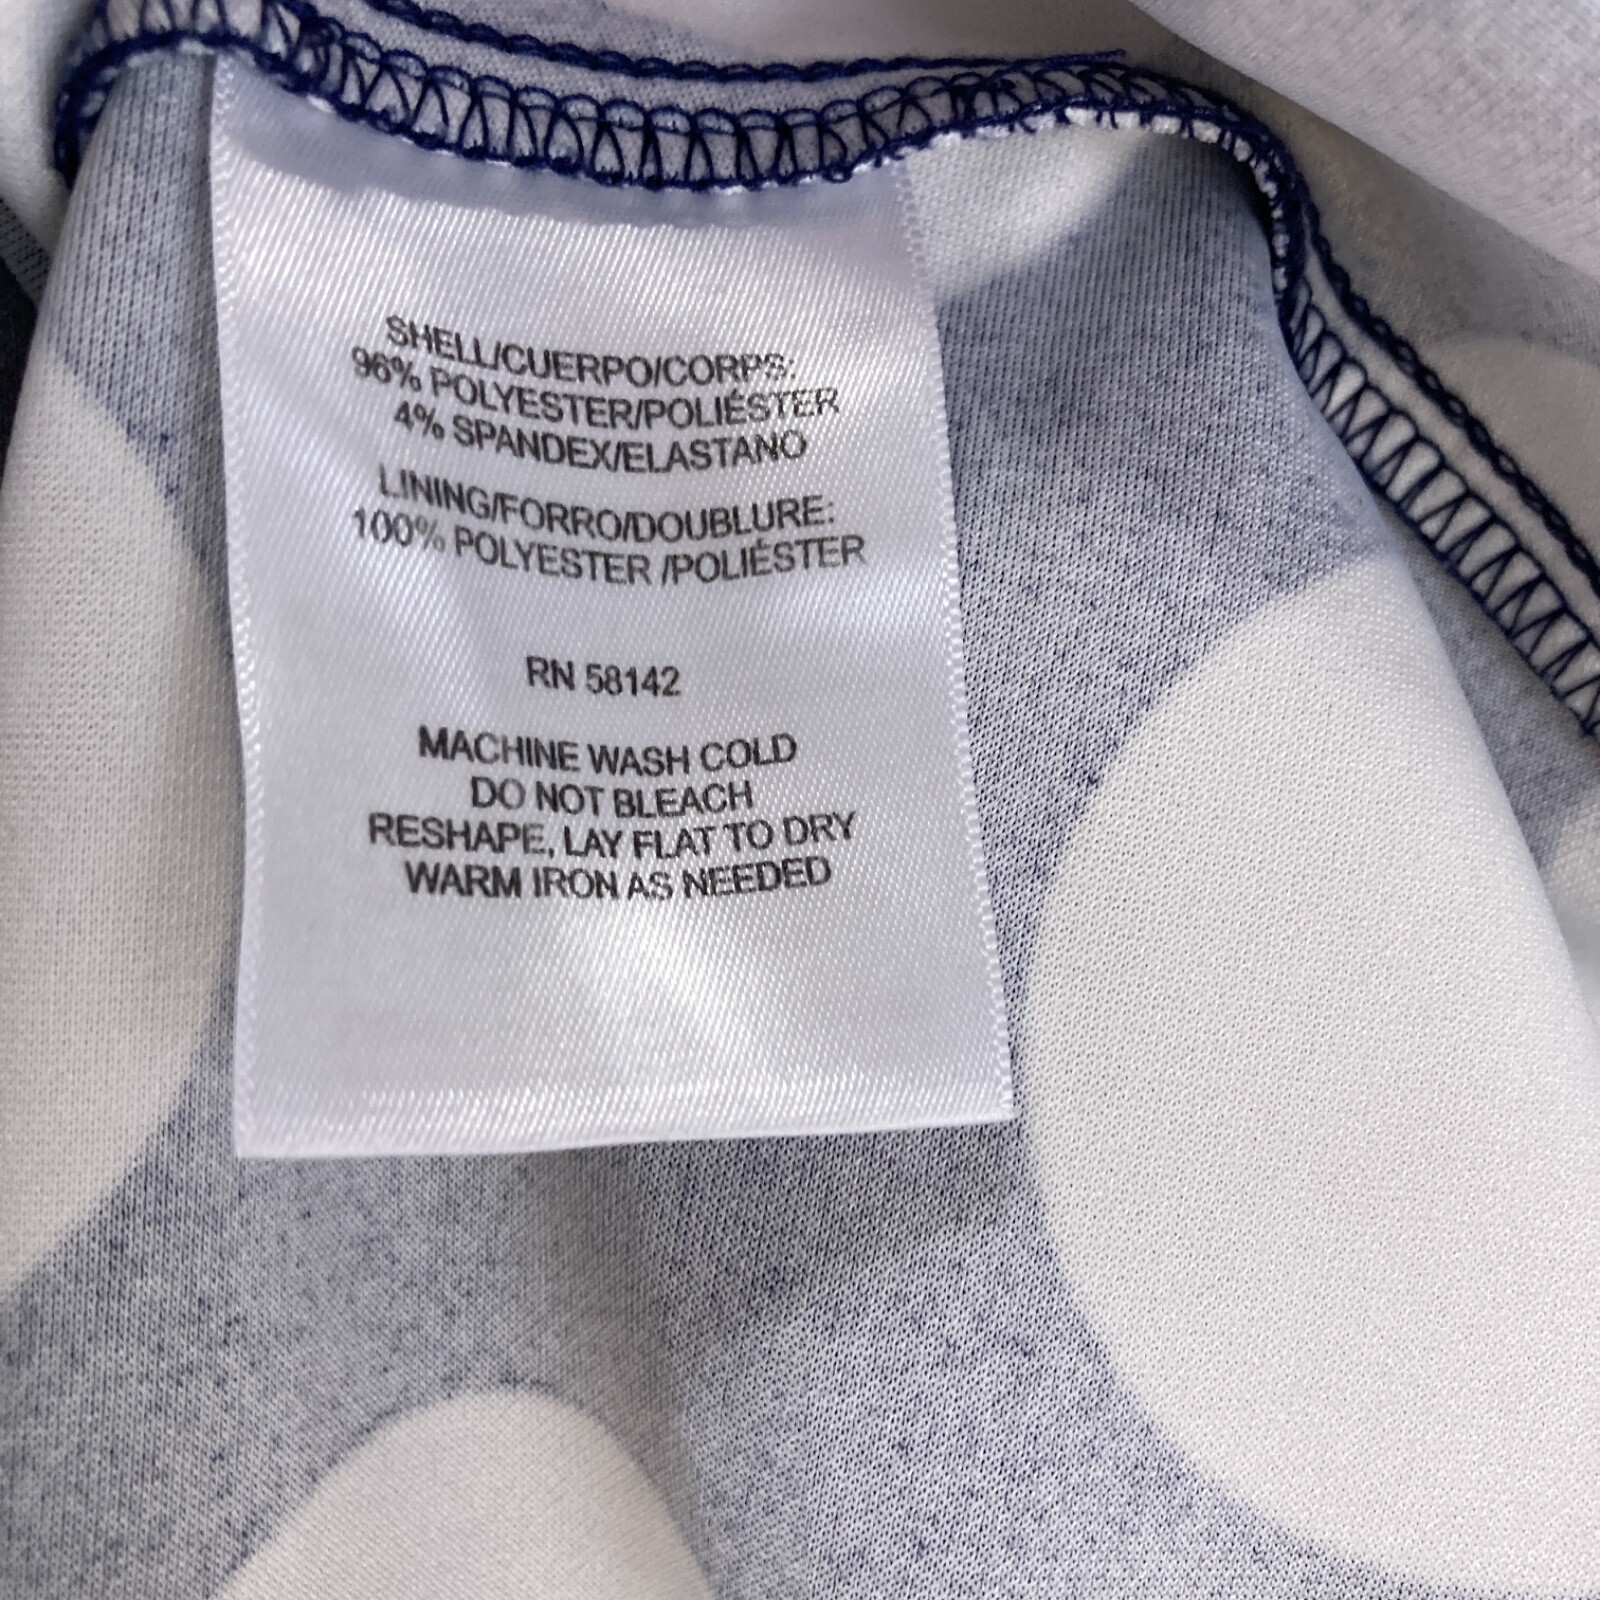 SHELL/CUERPO/CORPS:
96% POLYESTER/POLIÉSTER
4% SPANDEX/ELASTANO
LINING/FORRO/DOUBLURE:
100% POLYESTER /POLIÉSTER
RN 58142
MACHINE WASH COLD
DO NOT BLEACH
RESHAPE, LAY FLAT TO DRY
WARM IRON AS NEEDED